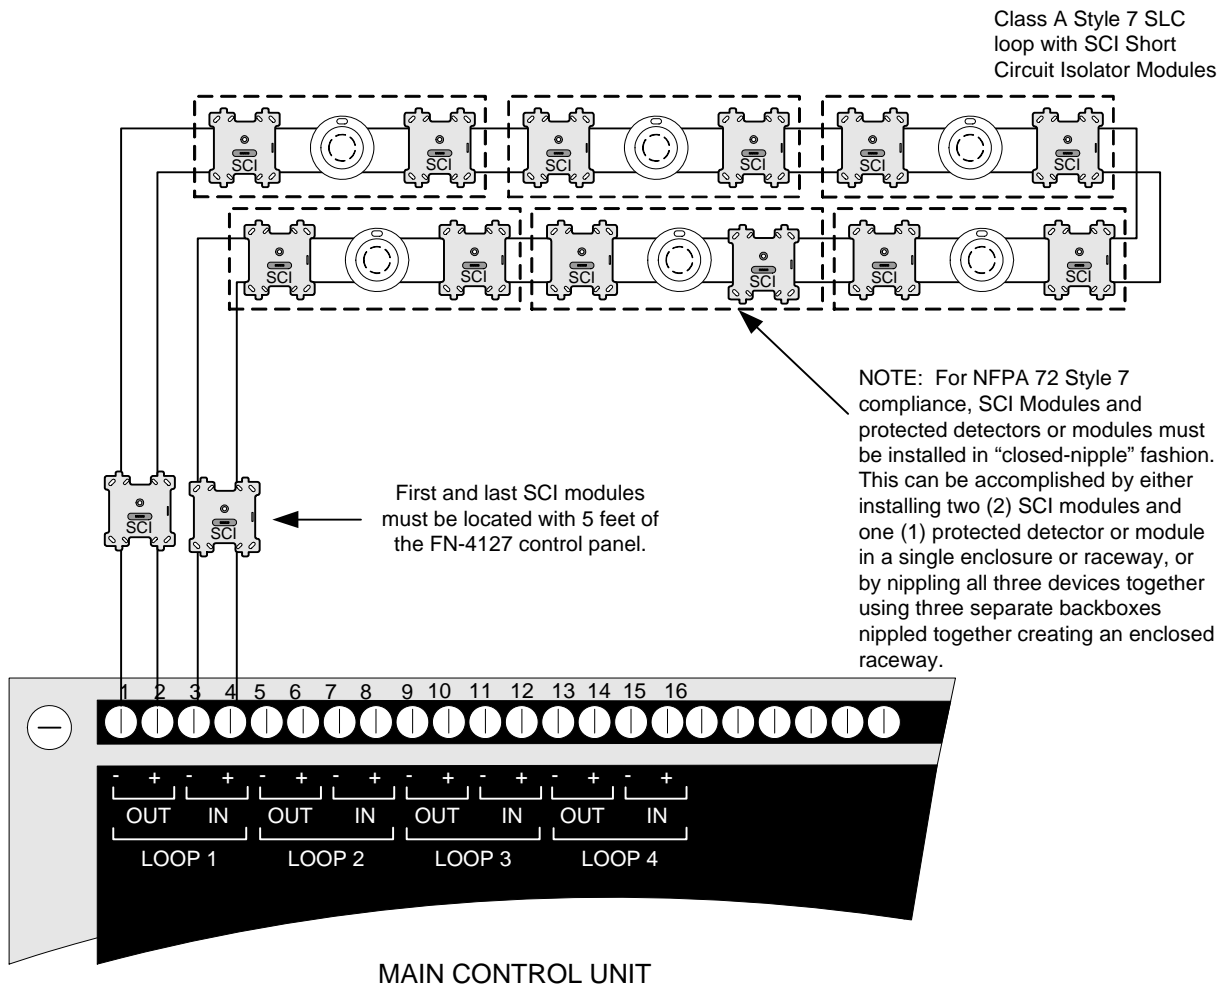 Class A Style 7 SLC
loop with SCI Short
Circuit Isolator Modules
SCI SCI SCI SCI SCI SCI
SCI SCI SCI SCI SCI SCI
NOTE: For NFPA 72 Style 7
compliance, SCI Modules and
protected detectors or modules must
be installed in “closed-nipple” fashion.
This can be accomplished by either
installing two (2) SCI modules and
one (1) protected detector or module
in a single enclosure or raceway, or
by nippling all three devices together
using three separate backboxes
nippled together creating an enclosed
raceway.
SCI SCI
First and last SCI modules
must be located with 5 feet of
the FN-4127 control panel.
1 2 3 4 5 6 7 8 9 10 11 12 13 14 15 16
- + - + - + - + - + - + - + - +
OUT IN OUT IN OUT IN OUT IN
LOOP 1 LOOP 2 LOOP 3 LOOP 4
MAIN CONTROL UNIT